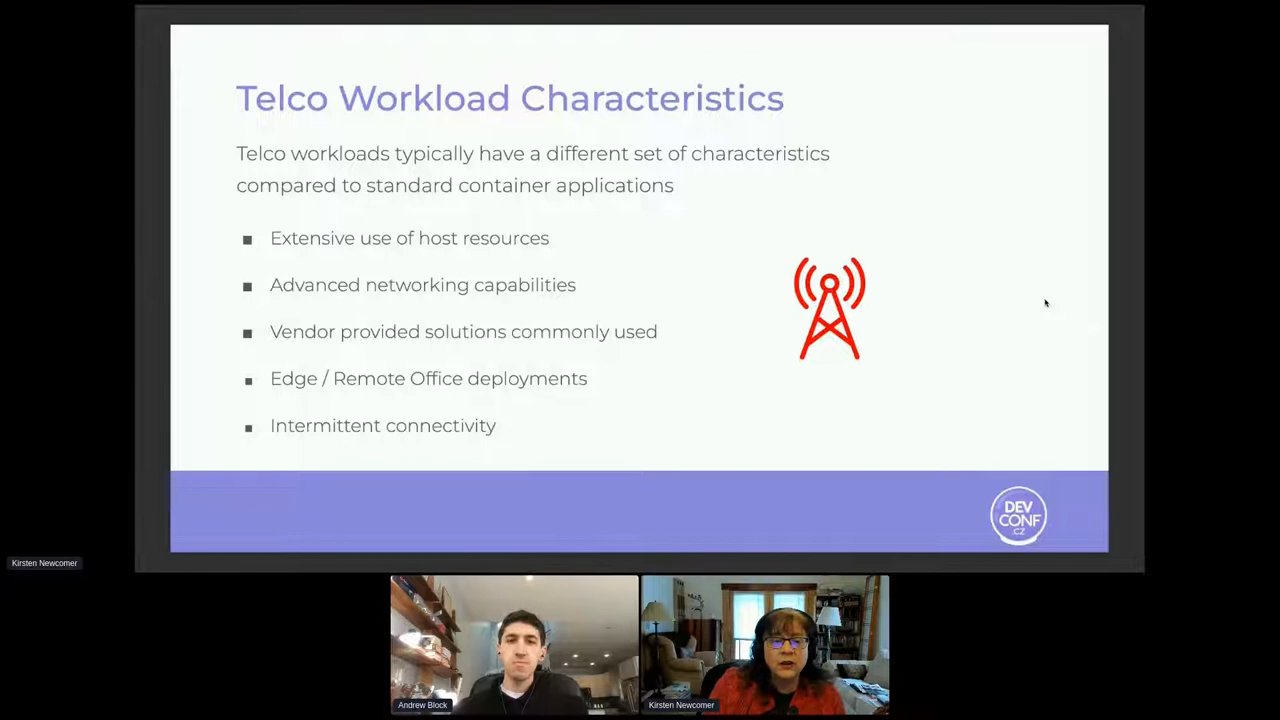 Telco Workload Characteristics
Telco workloads typically have a different set of characteristics
compared to standard container applications
■ Extensive use of host resources
■ Advanced networking capabilities
■ Vendor provided solutions commonly used
■ Edge / Remote Office deployments
■ Intermittent connectivity
DEV
CONF
.CZ
Kirsten Newcomer
Andrew Block
Kirsten Newcomer